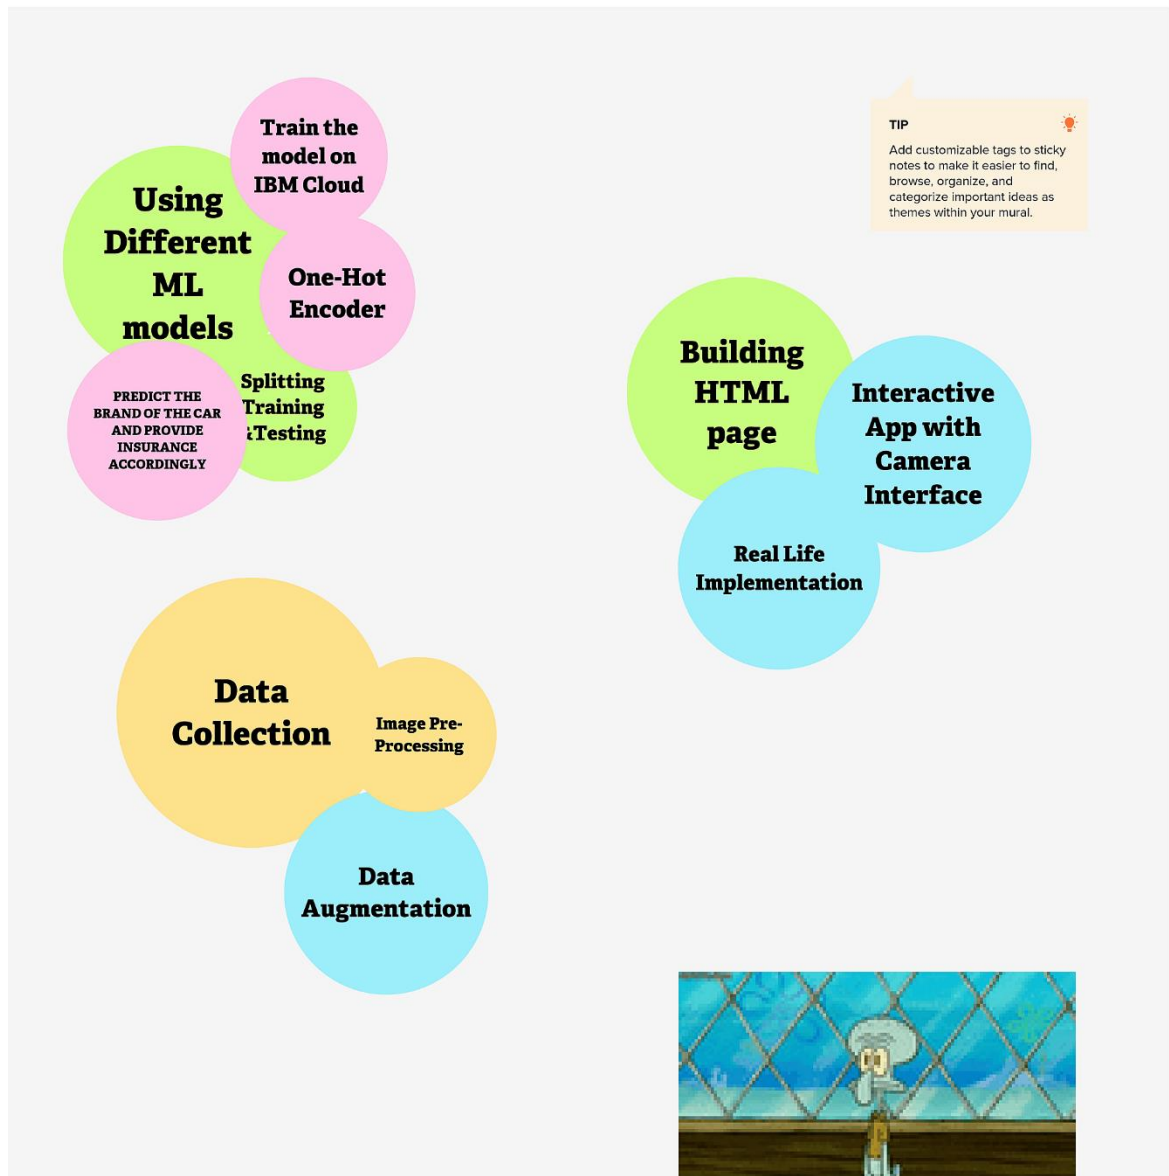 Train the
model on
IBM Cloud
Using
Different
ML
models
One-Hot
Encoder
Splitting
Training
&Testing
PREDICT THE
BRAND OF THE CAR
AND PROVIDE
INSURANCE
ACCORDINGLY
TIP
Add customizable tags to sticky
notes to make it easier to find,
browse, organize, and
categorize important ideas as
themes within your mural.
Building
HTML
page
Interactive
App with
Camera
Interface
Real Life
Implementation
Data
Collection
Image Pre-
Processing
Data
Augmentation